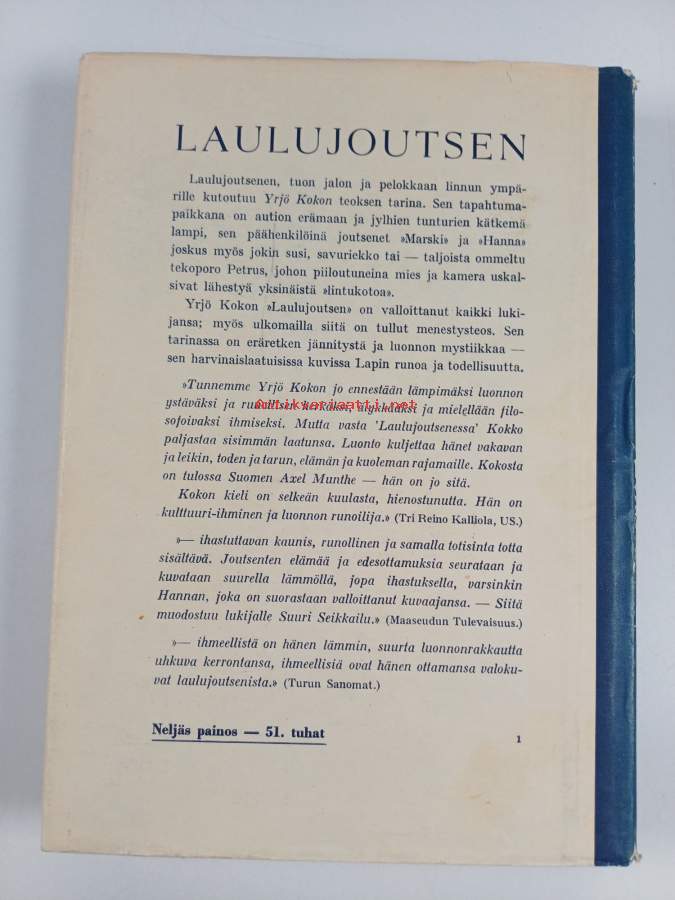 LAULUJOUTSEN
Laulujoutsenen, tuon jalon ja pelokkaan linnun ympä-
rille kutoutuu Yrjö Kokon teoksen tarina. Sen tapahtuma-
paikkana on aution erämaan ja jylhien tunturien kätkemä
lampi, sen päähenkilöinä joutsenet »Marski» ja »Hanna»
joskus myös jokin susi, savuriekko tai — taljoista ommeltu
tekoporo Petrus, johon piiloutuneina mies ja kamera uskal-
sivat lähestyä yksinäistä »lintukotoa».
Yrjö Kokon »Laulujoutsen» on valloittanut kaikki luki-
jansa; myös ulkomailla siitä on tullut menestysteos. Sen
tarinassa on eräretken jännitystä ja luonnon mystiikkaa —
sen harvinaislaatuisissa kuvissa Lapin runoa ja todellisuutta.
»Tunnemme Yrjö Kokon jo ennestään lämpimäksi luonnon
ystäväksi ja runollisen herkäksi, älykkääksi ja mielellään filo-
Antikvariaatti.net
sofoivaksi ihmiseksi. Mutta vasta 'Laulujoutsenessa' Kokko
paljastaa sisimmän laatunsa. Luonto kuljettaa hänet vakavan
ja leikin, toden ja tarun, elämän ja kuoleman rajamaille. Kokosta
on tulossa Suomen Axel Munthe — hän on jo sitä.
Kokon kieli on selkeän kuulasta, hienostunutta. Hän on
kulttuuri-ihminen ja luonnon runoilija.» (Tri Reino Kalliola, US.)
»— ihastuttavan kaunis, runollinen ja samalla totisinta totta
sisältävä. Joutsenten elämää ja edesottamuksia seurataan ja
kuvataan suurella lämmöllä, jopa ihastuksella, varsinkin
Hannan, joka on suorastaan valloittanut kuvaajansa. — Siitä
muodostuu lukijalle Suuri Seikkailu.» (Maaseudun Tulevaisuus.)
»— ihmeellistä on hänen lämmin, suurta luonnonrakkautta
uhkuva kerrontansa, ihmeellisiä ovat hänen ottamansa valoku-
vat laulujoutsenista.» (Turun Sanomat.)
Neljäs painos — 51. tuhat
1